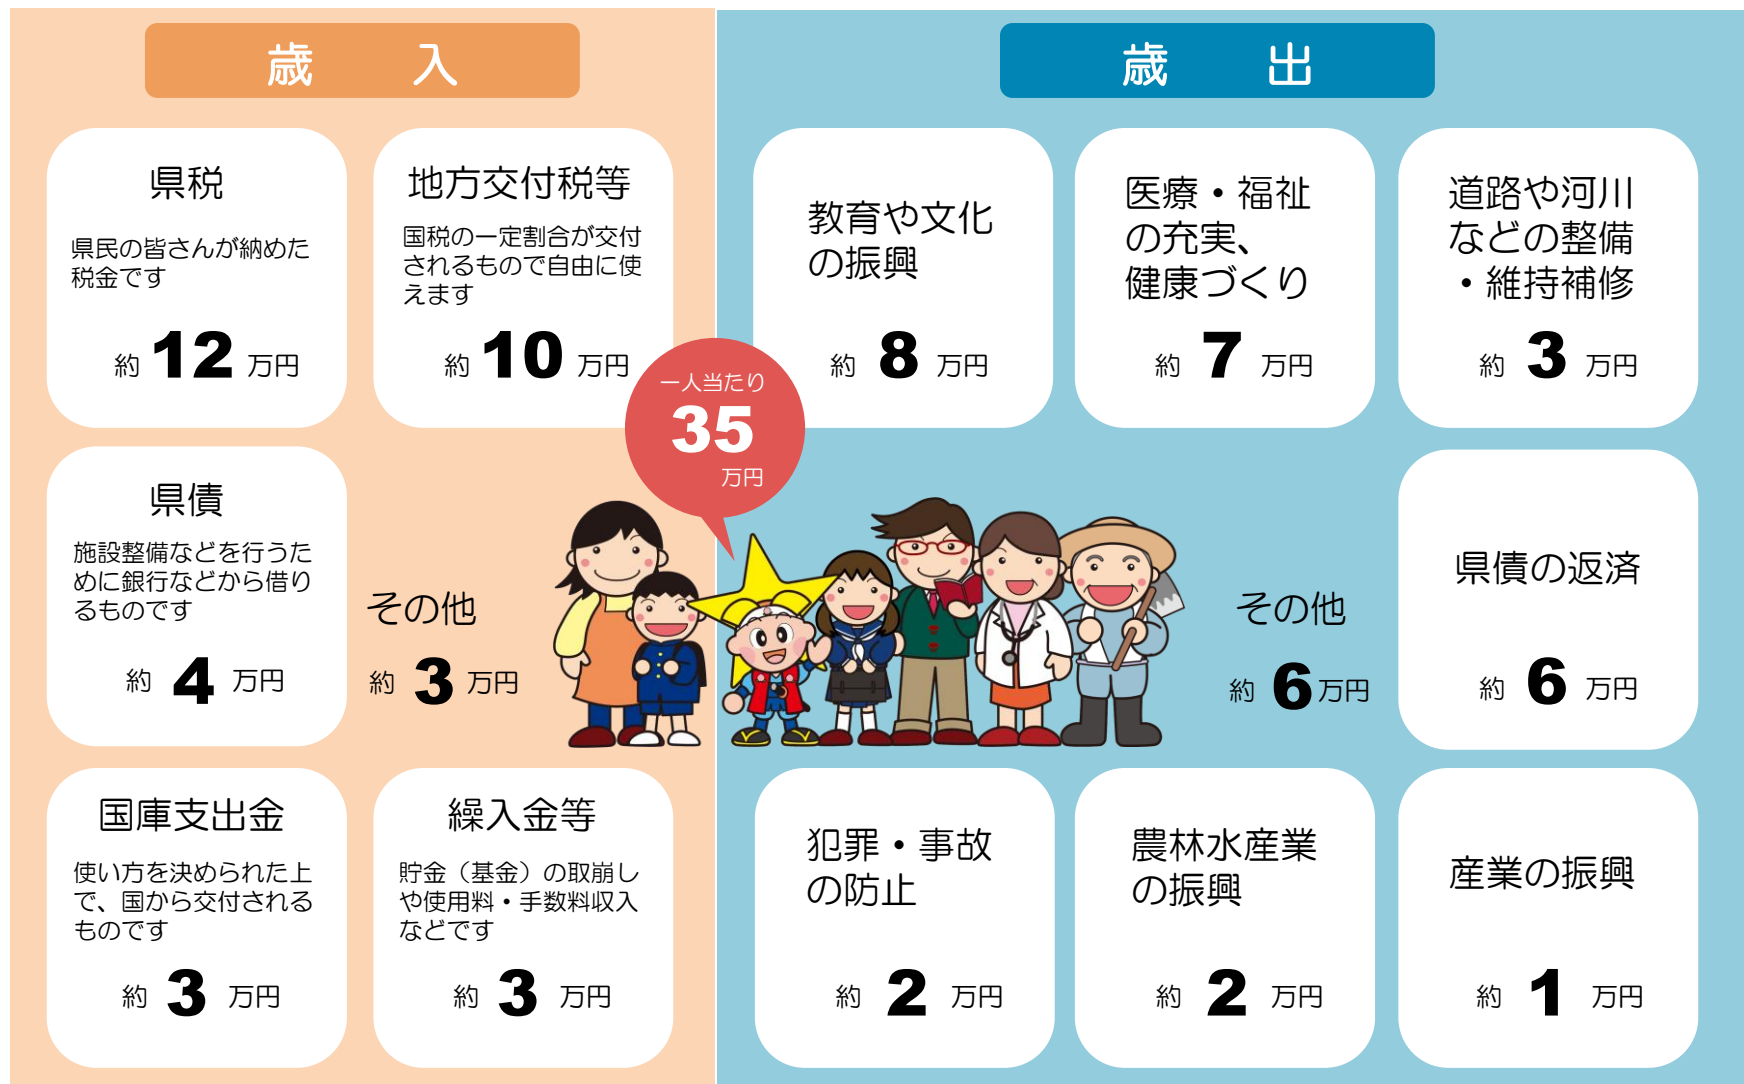 歳 入
県税
県民の皆さんが納めた
税金です
約 12 万円
地方交付税等
国税の一定割合が交付
されるもので自由に使
えます
約 10 万円
県債
施設整備などを行うた
めに銀行などから借り
るものです
約 4 万円
その他
約 3 万円
国庫支出金
使い方を決められた上
で、国から交付される
ものです
約 3 万円
繰入金等
貯金（基金）の取崩し
や使用料・手数料収入
などです
約 3 万円
一人当たり
35
万円
歳 出
教育や文化
の振興
約 8 万円
医療・福祉
の充実、
健康づくり
約 7 万円
道路や河川
などの整備
・維持補修
約 3 万円
その他
約 6 万円
県債の返済
約 6 万円
犯罪・事故
の防止
約 2 万円
農林水産業
の振興
約 2 万円
産業の振興
約 1 万円